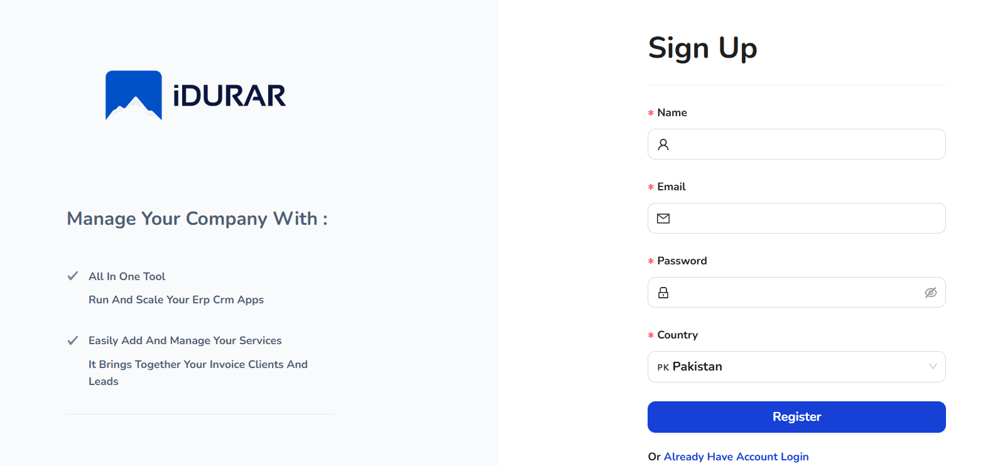 iDURAR
Manage Your Company With :
All In One Tool
Run And Scale Your Erp Crm Apps
Easily Add And Manage Your Services
It Brings Together Your Invoice Clients And
Leads
Sign Up
* Name
* Email
* Password
* Country
PK Pakistan
Register
Or Already Have Account Login